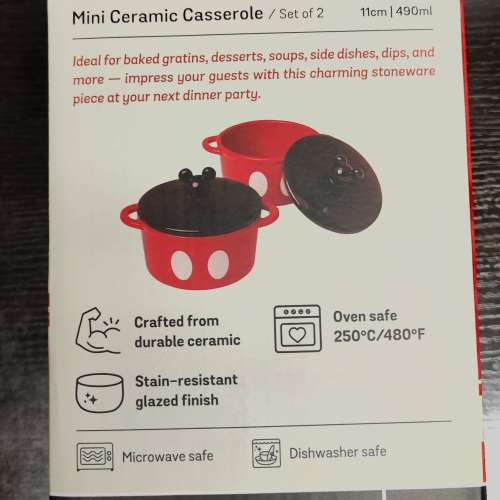 Mini Ceramic Casserole / Set of 2 11cm | 490ml
Ideal for baked gratins, desserts, soups, side dishes, dips, and
more — impress your guests with this charming stoneware
piece at your next dinner party.
Crafted from
durable ceramic
Oven safe
250°C/480°F
Stain-resistant
glazed finish
Microwave safe
Dishwasher safe